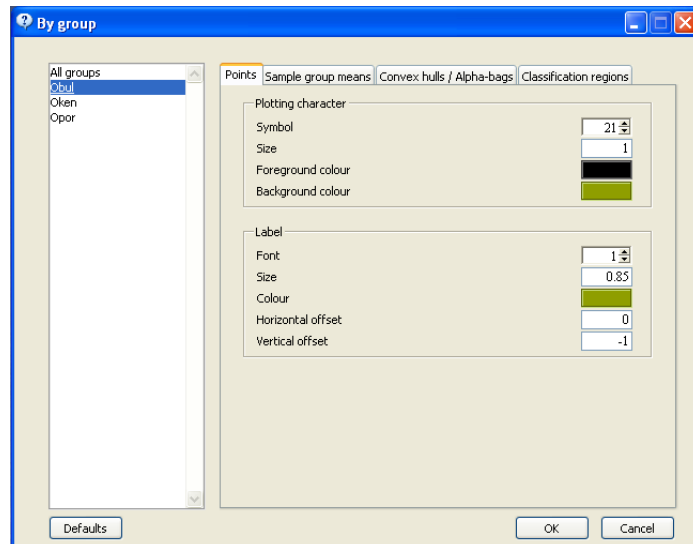 By group
All groups
Obul
Oken
Opor
Points Sample group means Convex hulls / Alpha-bags Classification regions
Plotting character
Symbol 21
Size 1
Foreground colour
Background colour
Label
Font 1
Size 0.85
Colour
Horizontal offset 0
Vertical offset -1
Defaults OK Cancel